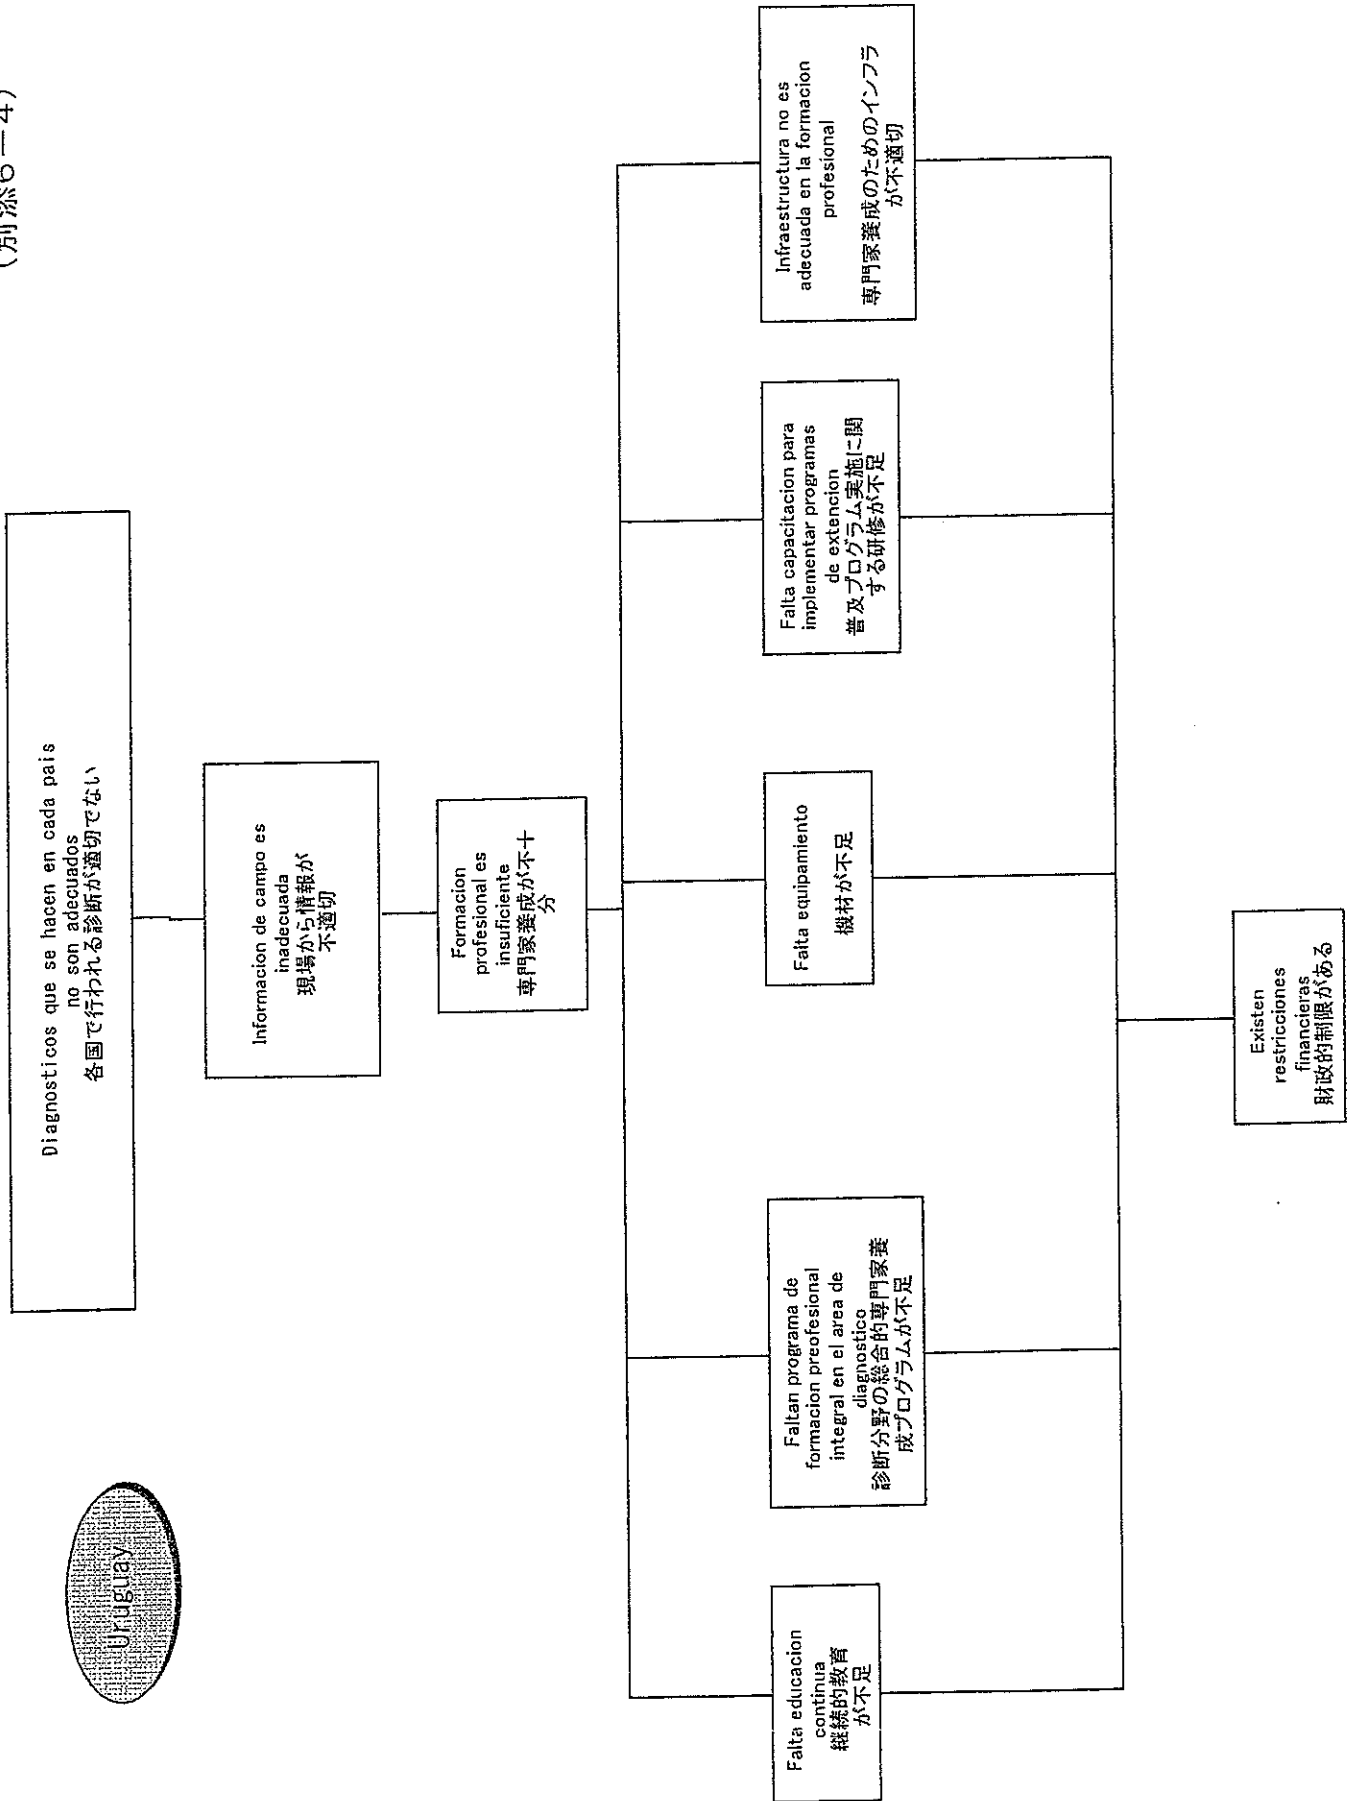 (別添6－4)
Uruguay
Diagnosticos que se hacen en cada pais
no son adecuados
各国で行われる診断が適切でない
Informacion de campo es
inadecuada
現場から情報が
不適切
Formacion
profesional es
insuficiente
専門家養成が不十
分
Falta educacion
continua
継続的教育
が不足
Faltan programa de
formacion preofesional
integral en el area de
diagnostico
診断分野の総合的専門家養
成プログラムが不足
Falta equipamiento
機材が不足
Falta capacitacion para
implementar programas
de extencion
普及プログラム実施に関
する研修が不足
Infraestructura no es
adecuada en la formacion
profesional
専門家養成のためのインフラ
が不適切
Existen
restricciones
financieras
財政的制限がある